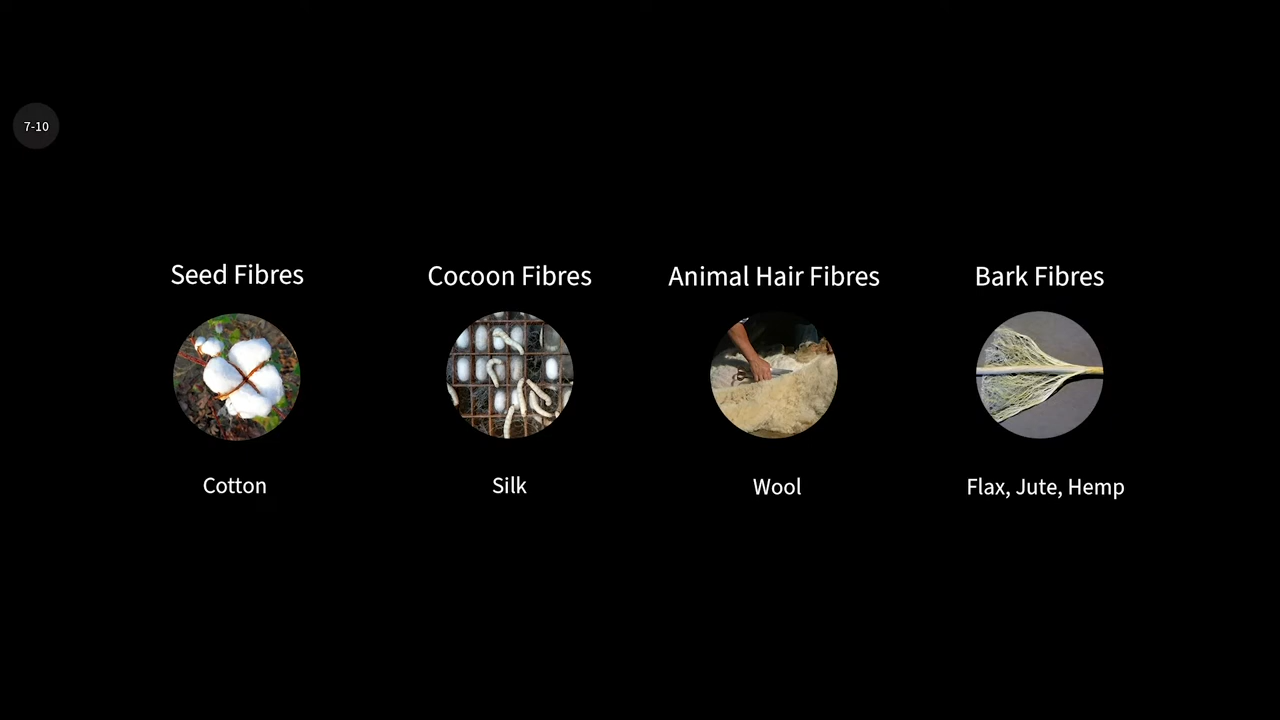 7-10
Seed Fibres
Cocoon Fibres
Animal Hair Fibres
Bark Fibres
Cotton
Silk
Wool
Flax, Jute, Hemp